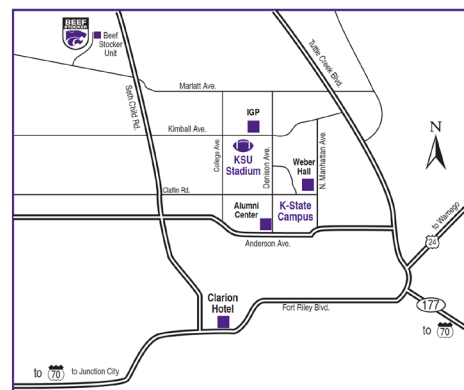 BEEF
STOCKER
Beef
Stocker
Unit
Tuttle Creek Blvd.
Marlatt Ave.
Seth Child Rd.
IGP
Kimball Ave.
N
College Ave.
KSU
Stadium
Denison Ave.
Weber
Hall
N. Manhattan Ave.
Claflin Rd.
Alumni
Center
K-State
Campus
Anderson Ave.
to Wamego
24
Clarion
Hotel
Fort Riley Blvd.
177
to 70
to 70 to Junction City